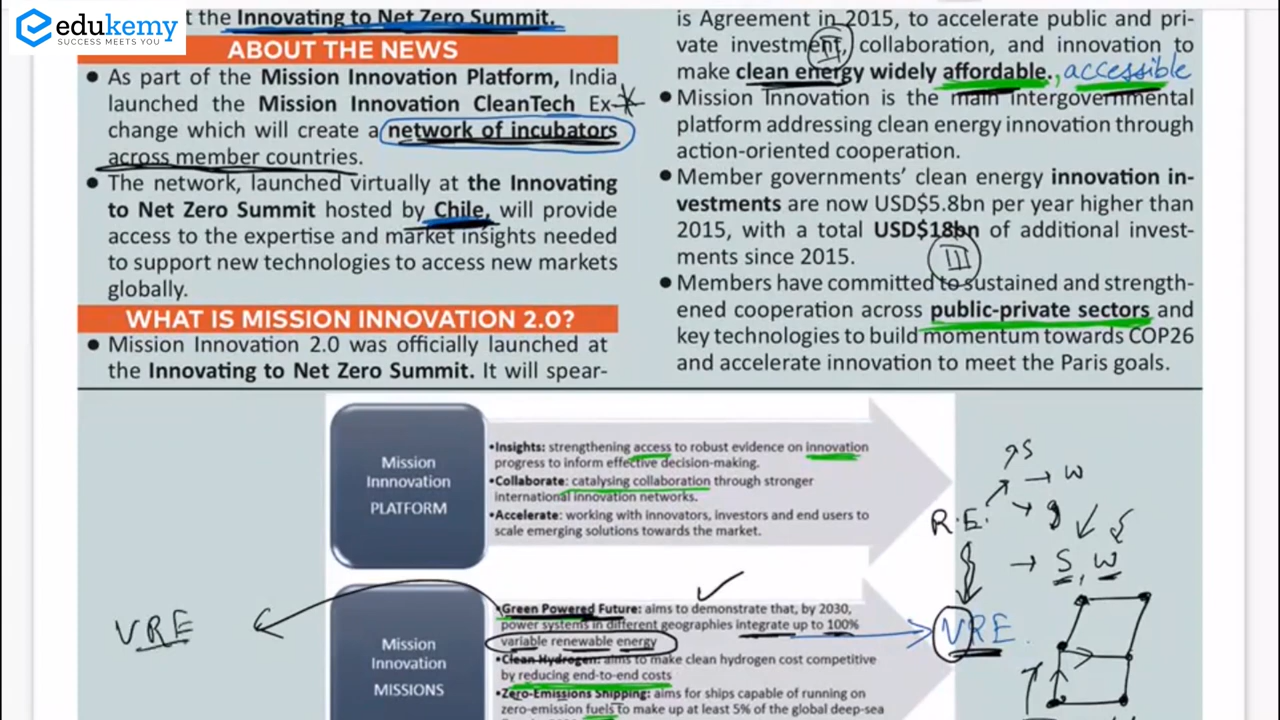 edukemy
SUCCESS MEETS YOU
t the Innovating to Net Zero Summit.
ABOUT THE NEWS
• As part of the Mission Innovation Platform, India
launched the Mission Innovation CleanTech Ex-
change which will create a network of incubators
across member countries.
• The network, launched virtually at the Innovating
to Net Zero Summit hosted by Chile, will provide
access to the expertise and market insights needed
to support new technologies to access new markets
globally.
WHAT IS MISSION INNOVATION 2.0?
• Mission Innovation 2.0 was officially launched at
the Innovating to Net Zero Summit. It will spear-
is Agreement in 2015, to accelerate public and pri-
vate investment, collaboration, and innovation to
II
make clean energy widely affordable., accessible
• Mission Innovation is the main intergovernmental
platform addressing clean energy innovation through
action-oriented cooperation.
• Member governments' clean energy innovation in-
vestments are now USD$5.8bn per year higher than
2015, with a total USD$18bn of additional invest-
ments since 2015.
III
• Members have committed to sustained and strength-
ened cooperation across public-private sectors and
key technologies to build momentum towards COP26
and accelerate innovation to meet the Paris goals.
Mission
Innnovation
PLATFORM
•Insights: strengthening access to robust evidence on innovation
progress to inform effective decision-making.
•Collaborate: catalysing collaboration through stronger
international innovation networks.
•Accelerate: working with innovators, investors and end users to
scale emerging solutions towards the market.
Mission
Innovation
MISSIONS
•Green Powered Future: aims to demonstrate that, by 2030,
power systems in different geographies integrate up to 100%
variable renewable energy
•Clean Hydrogen: aims to make clean hydrogen cost competitive
by reducing end-to-end costs
•Zero-Emissions Shipping: aims for ships capable of running on
zero-emission fuels to make up at least 5% of the global deep-sea
VRE
S
W
R.E.
g
S, W
VRE.